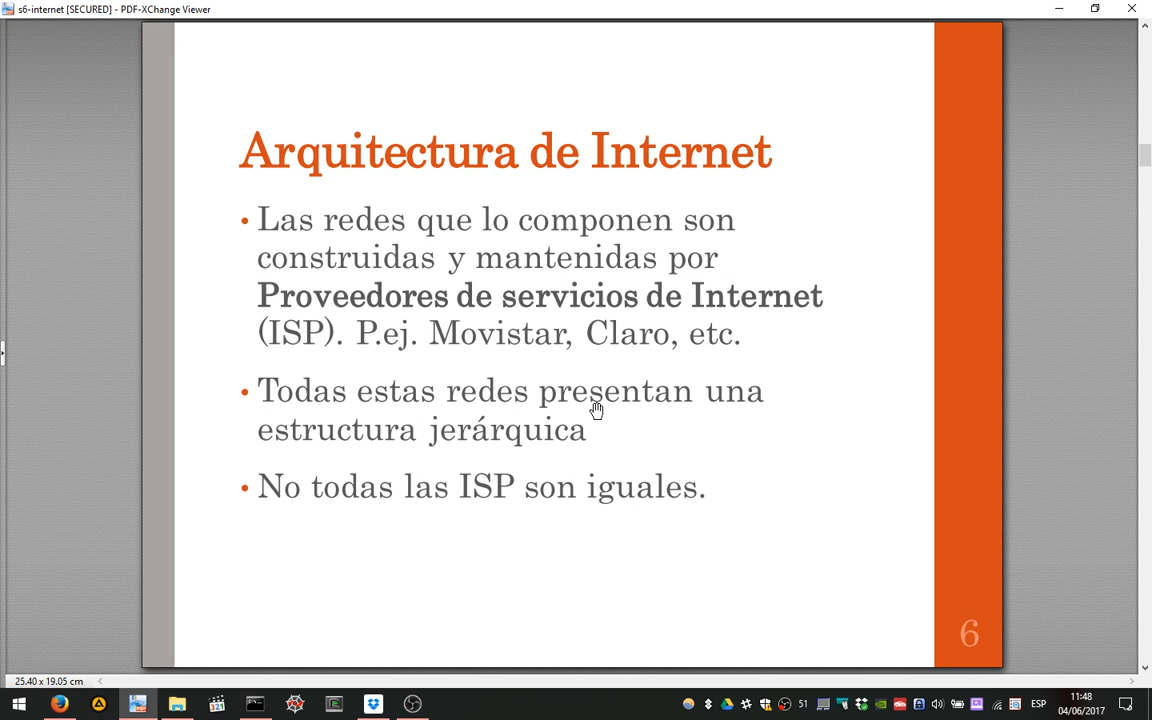 s6-internet [SECURED] - PDF-XChange Viewer
Arquitectura de Internet
• Las redes que lo componen son
construidas y mantenidas por
Proveedores de servicios de Internet
(ISP). P.ej. Movistar, Claro, etc.
• Todas estas redes presentan una
estructura jerárquica
• No todas las ISP son iguales.
6
25.40 x 19.05 cm
51
ESP
11:48
04/06/2017